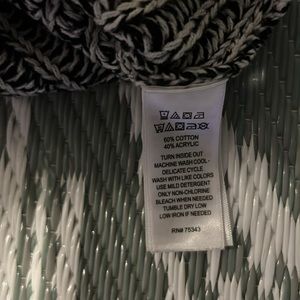 60% COTTON
40% ACRYLIC
TURN INSIDE OUT
MACHINE WASH COOL-
DELICATE CYCLE
WASH WITH LIKE COLORS
USE MILD DETERGENT
ONLY NON-CHLORINE
BLEACH WHEN NEEDED
TUMBLE DRY LOW
LOW IRON IF NEEDED
RN# 75343